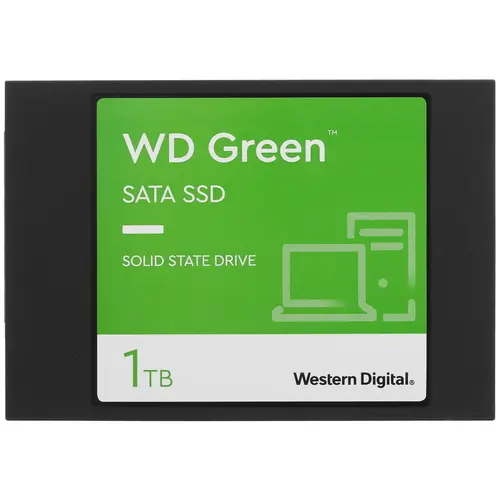 WD Green™
SATA SSD
SOLID STATE DRIVE
1TB
Western Digital®